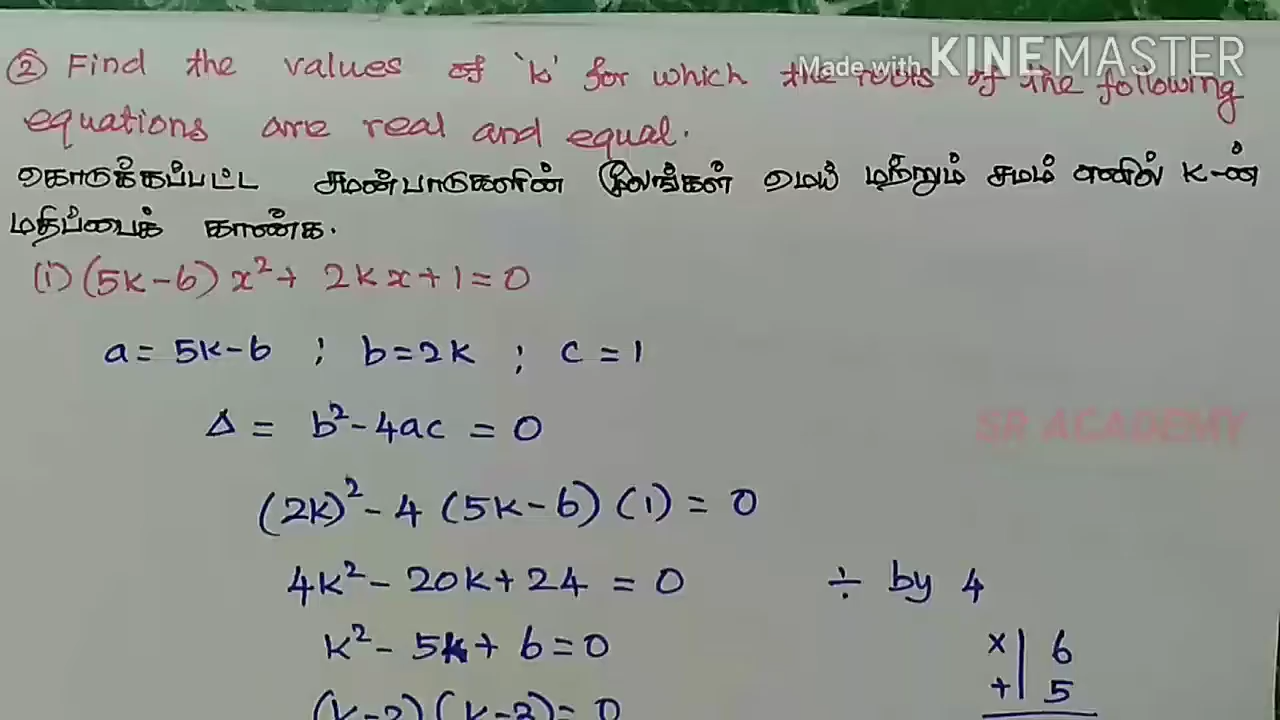 ② Find the values of 'k' for which the roots of the following
Made with KINEMASTER
equations are real and equal.
கொடுக்கப்பட்ட சமன்பாடுகளின் மூலங்கள் மெய் மற்றும் சமம் எனில் K-ன்
மதிப்பைக் காண்க.
(i) (5K-6) x² + 2kx + 1 = 0
a = 5K-6 ; b = 2K ; c = 1
SR ACADEMY
Δ = b² - 4ac = 0
(2K)² - 4 (5K-6) (1) = 0
4K² - 20K + 24 = 0 ÷ by 4
K² - 5K + 6 = 0 x | 6
+ | 5
(K-2) (K-3) = 0